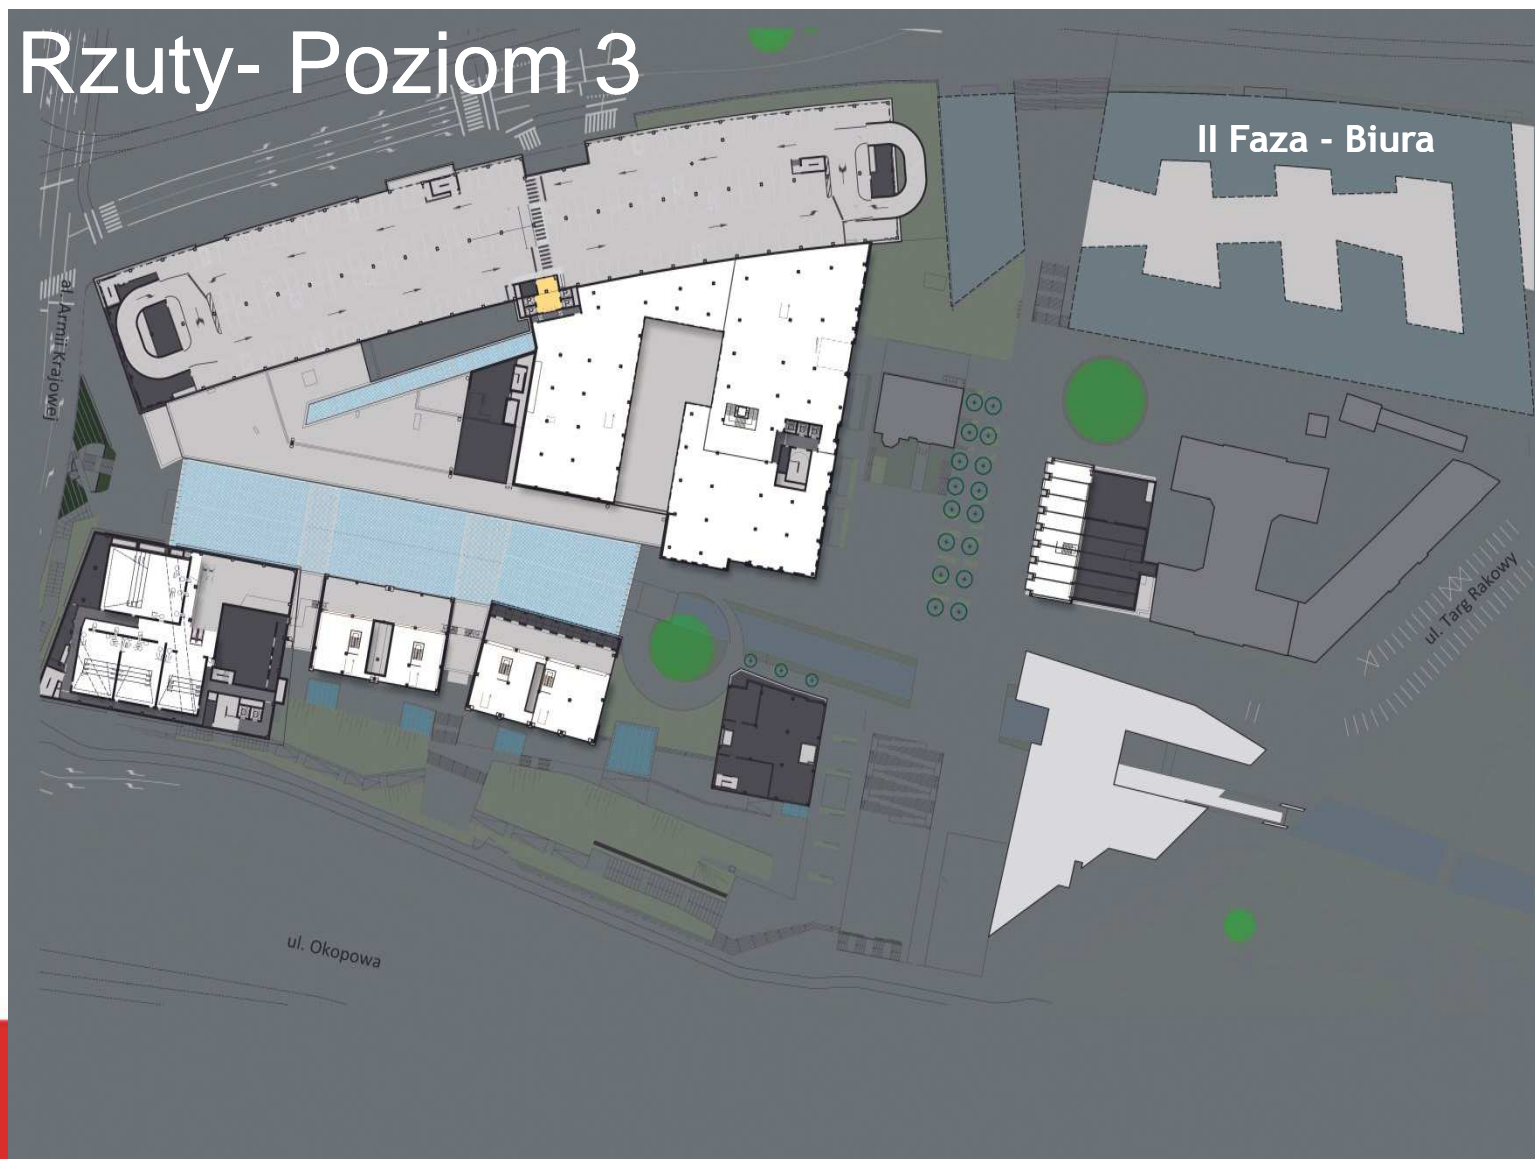 Rzuty- Poziom 3
II Faza - Biura
al. Armii Krajowej
ul. Targ Rakowy
ul. Okopowa